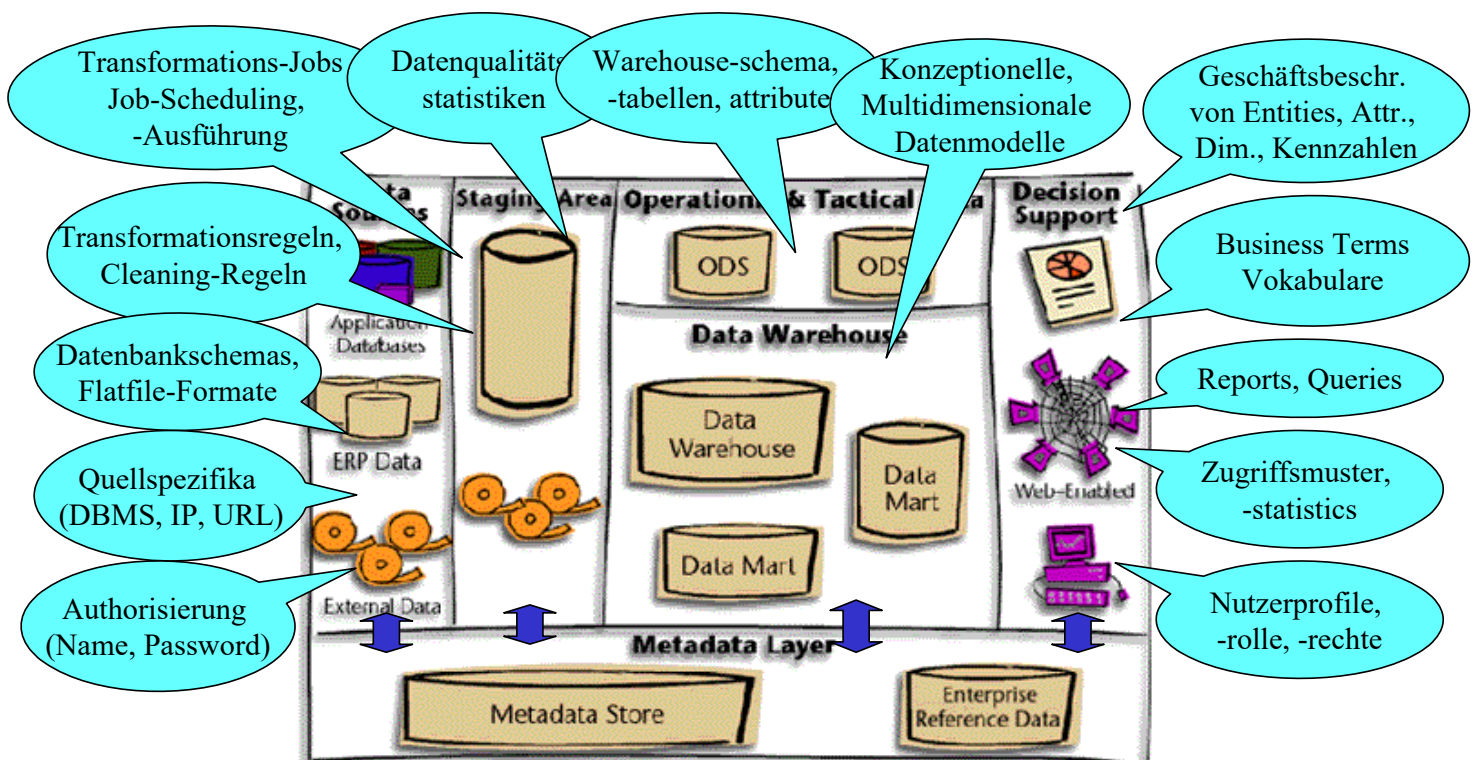 Transformations-Jobs
Job-Scheduling,
-Ausführung
Datenqualitäts
statistiken
Warehouse-schema,
-tabellen, attribute
Konzeptionelle,
Multidimensionale
Datenmodelle
Geschäftsbeschr.
von Entities, Attr.,
Dim., Kennzahlen
Transformationsregeln,
Cleaning-Regeln
Datenbankschemas,
Flatfile-Formate
Quellspezifika
(DBMS, IP, URL)
Authorisierung
(Name, Password)
Business Terms
Vokabulare
Reports, Queries
Zugriffsmuster,
-statistics
Nutzerprofile,
-rolle, -rechte
Sources
Application
Databases
ERP Data
External Data
Staging Area
& Tactical
ODS
ODS
Data Warehouse
Data
Warehouse
Data
Mart
Data Mart
Decision
Support
Web-Enabled
Metadata Layer
Metadata Store
Enterprise
Reference Data